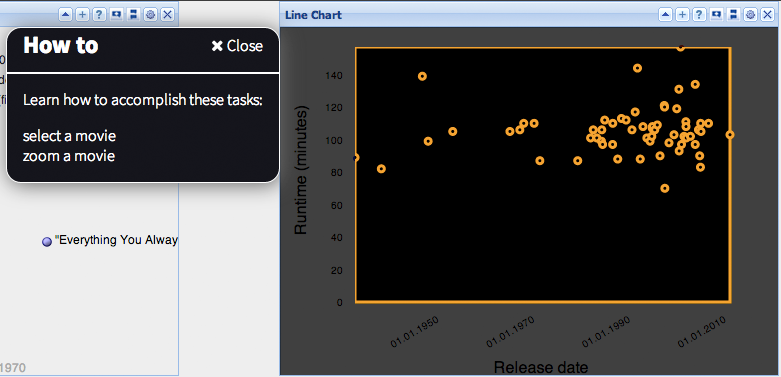 Line Chart
How to
Close
Learn how to accomplish these tasks:
select a movie
zoom a movie
"Everything You Alway
1970
Runtime (minutes)
140
120
100
80
60
40
20
0
01.01.1950
01.01.1970
01.01.1990
01.01.2010
Release date